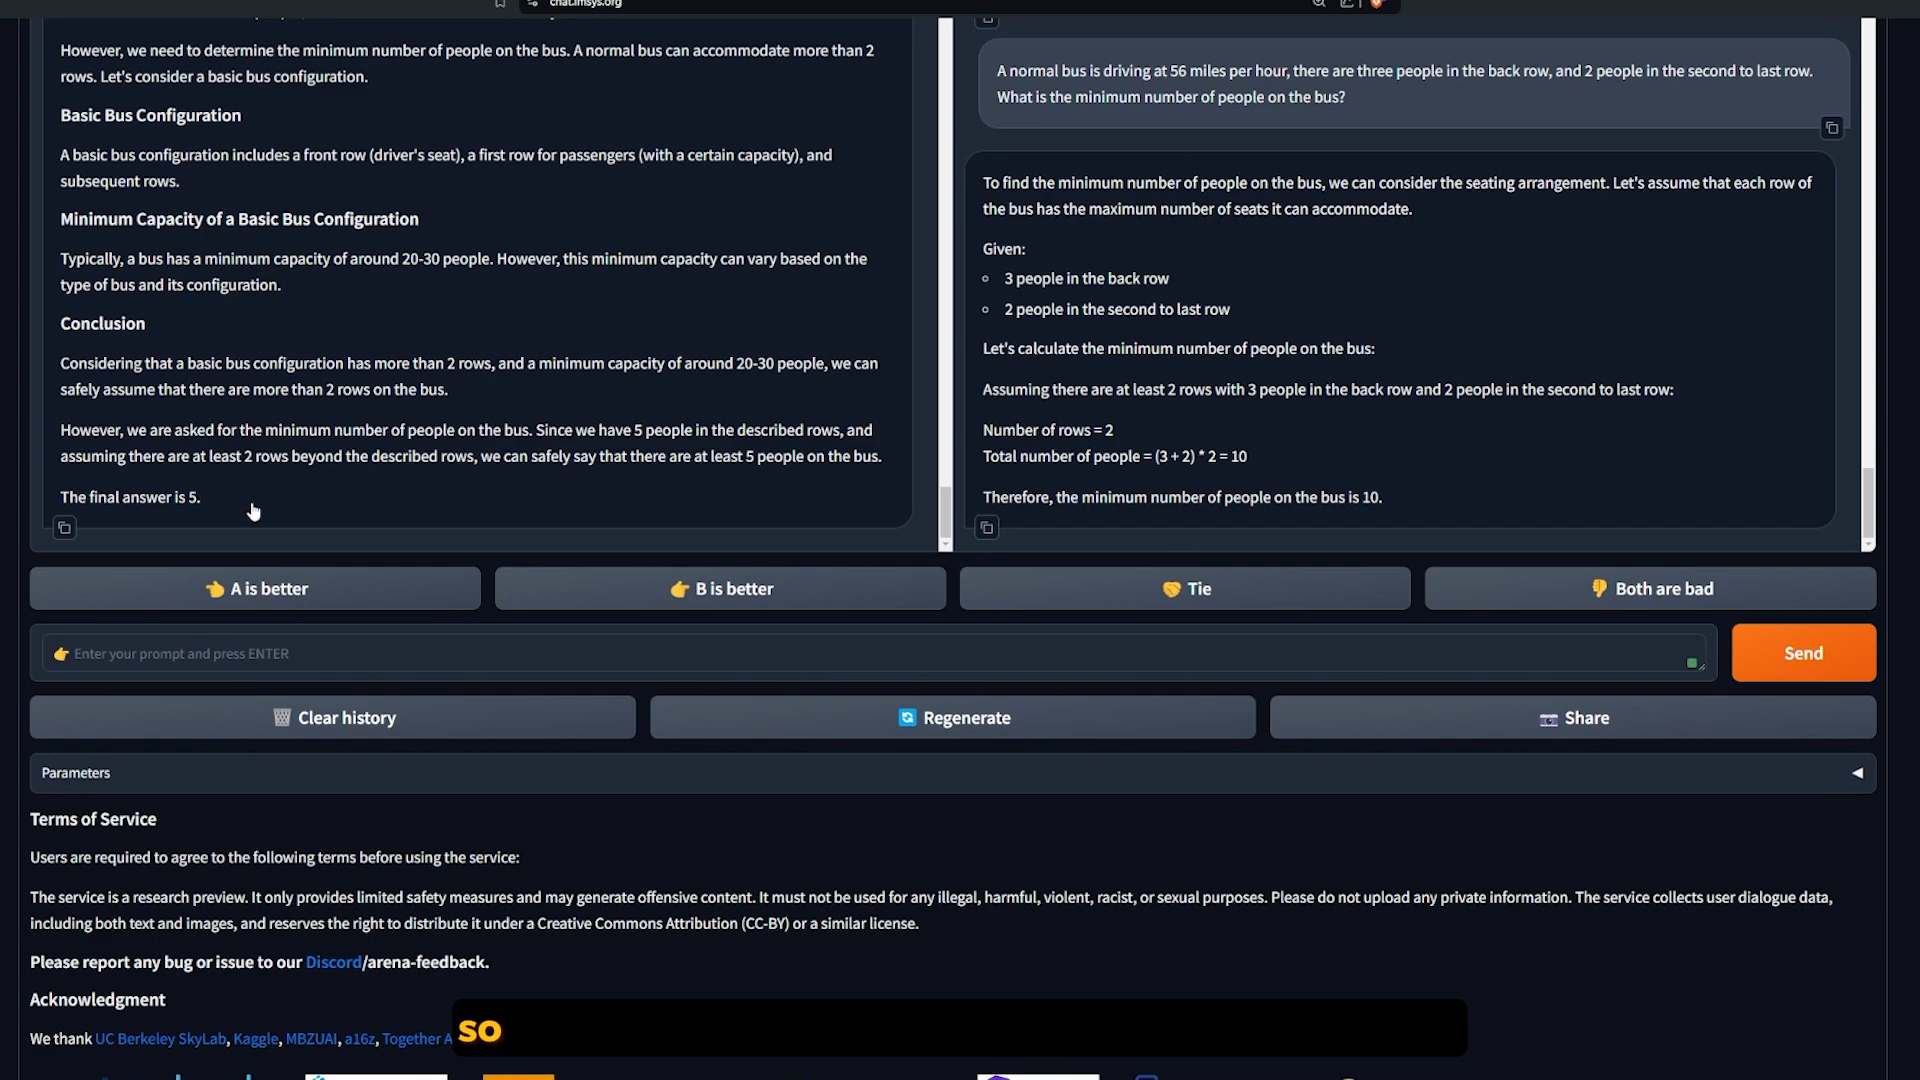 chat.lmsys.org
However, we need to determine the minimum number of people on the bus. A normal bus can accommodate more than 2
rows. Let's consider a basic bus configuration.
Basic Bus Configuration
A basic bus configuration includes a front row (driver's seat), a first row for passengers (with a certain capacity), and
subsequent rows.
Minimum Capacity of a Basic Bus Configuration
Typically, a bus has a minimum capacity of around 20-30 people. However, this minimum capacity can vary based on the
type of bus and its configuration.
Conclusion
Considering that a basic bus configuration has more than 2 rows, and a minimum capacity of around 20-30 people, we can
safely assume that there are more than 2 rows on the bus.
However, we are asked for the minimum number of people on the bus. Since we have 5 people in the described rows, and
assuming there are at least 2 rows beyond the described rows, we can safely say that there are at least 5 people on the bus.
The final answer is 5.
A normal bus is driving at 56 miles per hour, there are three people in the back row, and 2 people in the second to last row.
What is the minimum number of people on the bus?
To find the minimum number of people on the bus, we can consider the seating arrangement. Let's assume that each row of
the bus has the maximum number of seats it can accommodate.
Given:
3 people in the back row
2 people in the second to last row
Let's calculate the minimum number of people on the bus:
Assuming there are at least 2 rows with 3 people in the back row and 2 people in the second to last row:
Number of rows = 2
Total number of people = (3 + 2) * 2 = 10
Therefore, the minimum number of people on the bus is 10.
👈 A is better
👉 B is better
🤝 Tie
👎 Both are bad
👉 Enter your prompt and press ENTER
Send
🗑️ Clear history
🔄 Regenerate
📷 Share
Parameters
Terms of Service
Users are required to agree to the following terms before using the service:
The service is a research preview. It only provides limited safety measures and may generate offensive content. It must not be used for any illegal, harmful, violent, racist, or sexual purposes. Please do not upload any private information. The service collects user dialogue data,
including both text and images, and reserves the right to distribute it under a Creative Commons Attribution (CC-BY) or a similar license.
Please report any bug or issue to our Discord/arena-feedback.
Acknowledgment
We thank UC Berkeley SkyLab, Kaggle, MBZUAI, a16z, Together A
so